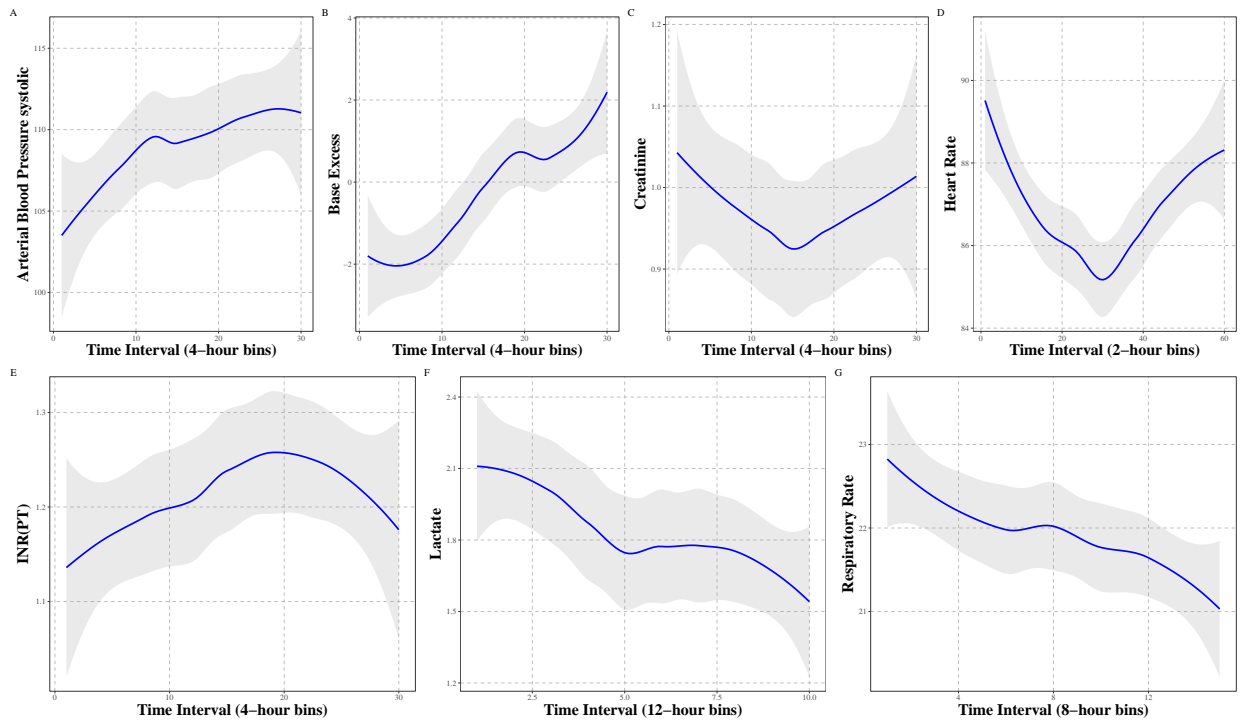 A
Arterial Blood Pressure systolic
115
110
105
100
0
10
20
30
Time Interval (4−hour bins)
B
Base Excess
4
2
0
−2
0
10
20
30
Time Interval (4−hour bins)
C
Creatinine
1.2
1.1
1.0
0.9
0
10
20
30
Time Interval (4−hour bins)
D
Heart Rate
90
88
86
84
0
20
40
60
Time Interval (2−hour bins)
E
INR(PT)
1.3
1.2
1.1
0
10
20
30
Time Interval (4−hour bins)
F
Lactate
2.4
2.1
1.8
1.5
1.2
2.5
5.0
7.5
10.0
Time Interval (12−hour bins)
G
Respiratory Rate
23
22
21
4
8
12
Time Interval (8−hour bins)